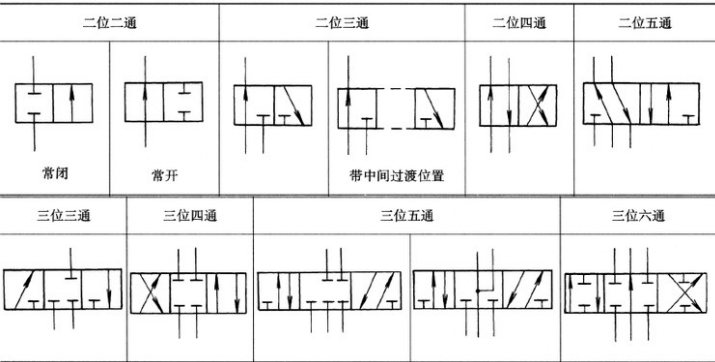 二位二通 二位三通 二位四通 二位五通
常闭 常开 带中间过渡位置
三位三通 三位四通 三位五通 三位六通